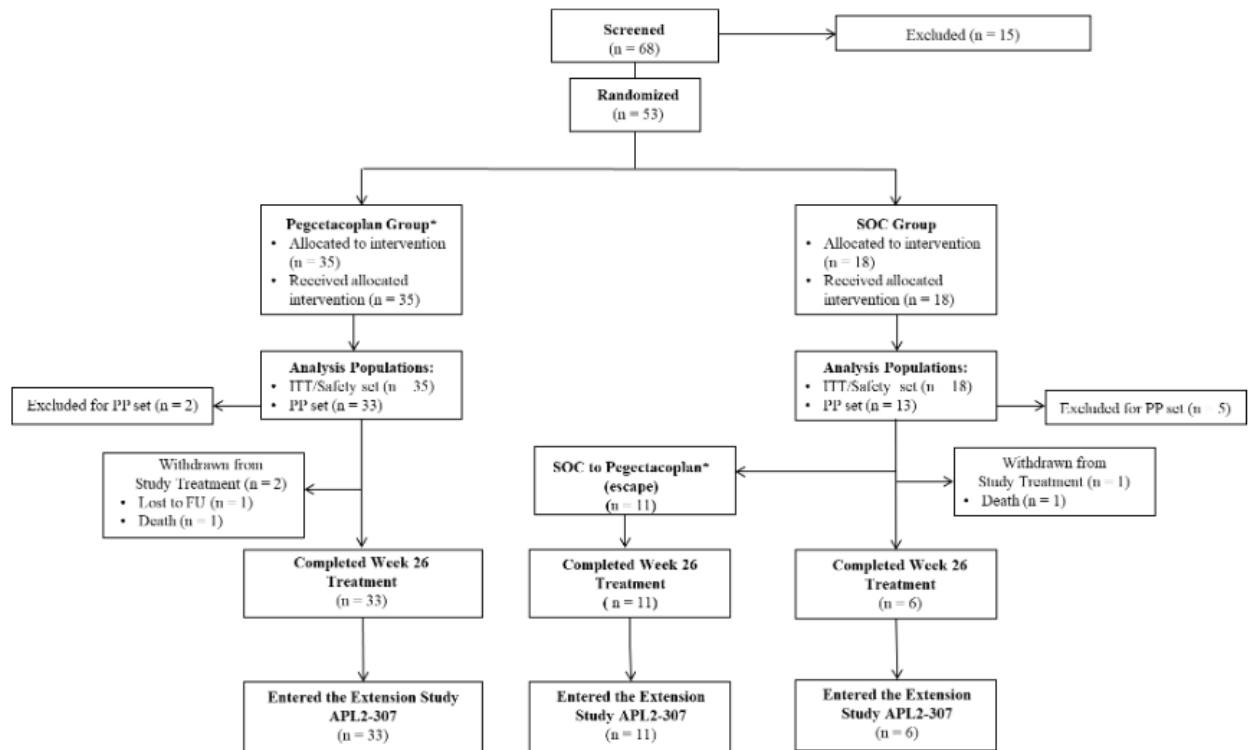 Screened
(n = 68)
Excluded (n = 15)
Randomized
(n = 53)
Pegcetacoplan Group*
• Allocated to intervention
(n = 35)
• Received allocated
intervention (n = 35)
SOC Group
• Allocated to intervention
(n = 18)
• Received allocated
intervention (n = 18)
Analysis Populations:
• ITT/Safety set (n = 35)
• PP set (n = 33)
Excluded for PP set (n = 2)
Analysis Populations:
• ITT/Safety set (n = 18)
• PP set (n = 13)
Excluded for PP set (n = 5)
Withdrawn from
Study Treatment (n = 2)
• Lost to FU (n = 1)
• Death (n = 1)
SOC to Pegectacoplan*
(escape)
(n = 11)
Withdrawn from
Study Treatment (n = 1)
• Death (n = 1)
Completed Week 26
Treatment
(n = 33)
Completed Week 26
Treatment
( n = 11)
Completed Week 26
Treatment
(n = 6)
Entered the Extension Study
APL2-307
(n = 33)
Entered the Extension
Study APL2-307
(n = 11)
Entered the Extension
Study APL2-307
(n = 6)